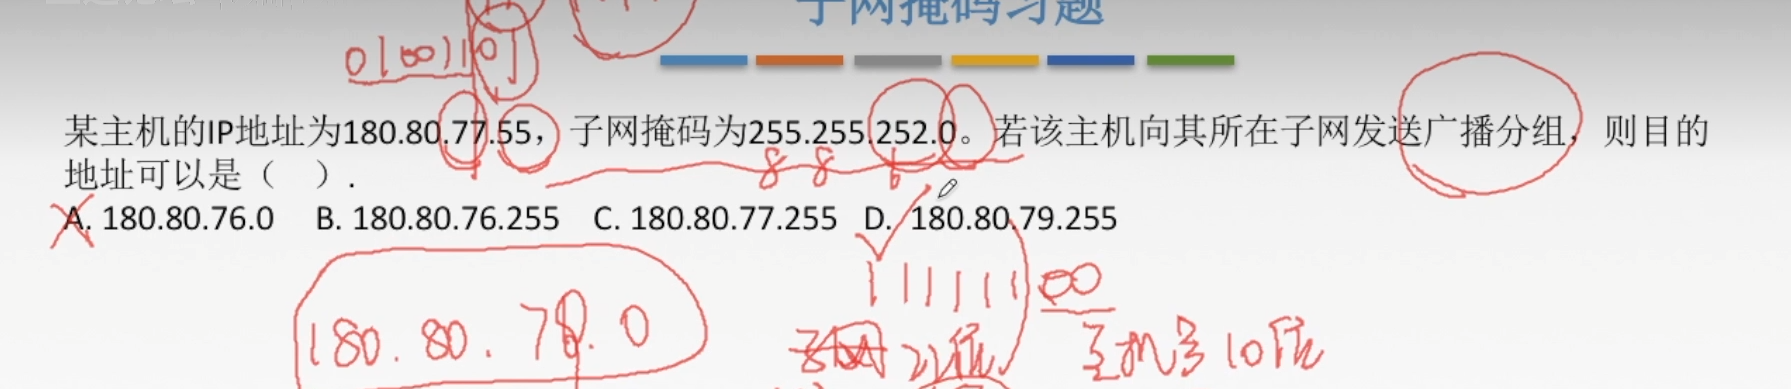 子网掩码习题
01001101
某主机的IP地址为180.80.77.55，子网掩码为255.255.252.0。若该主机向其所在子网发送广播分组，则目的
地址可以是（　）.
8 8 6
A. 180.80.76.0 B. 180.80.76.255 C. 180.80.77.255 D. 180.80.79.255
11111100
180.80.78.0
22位 主机号10位